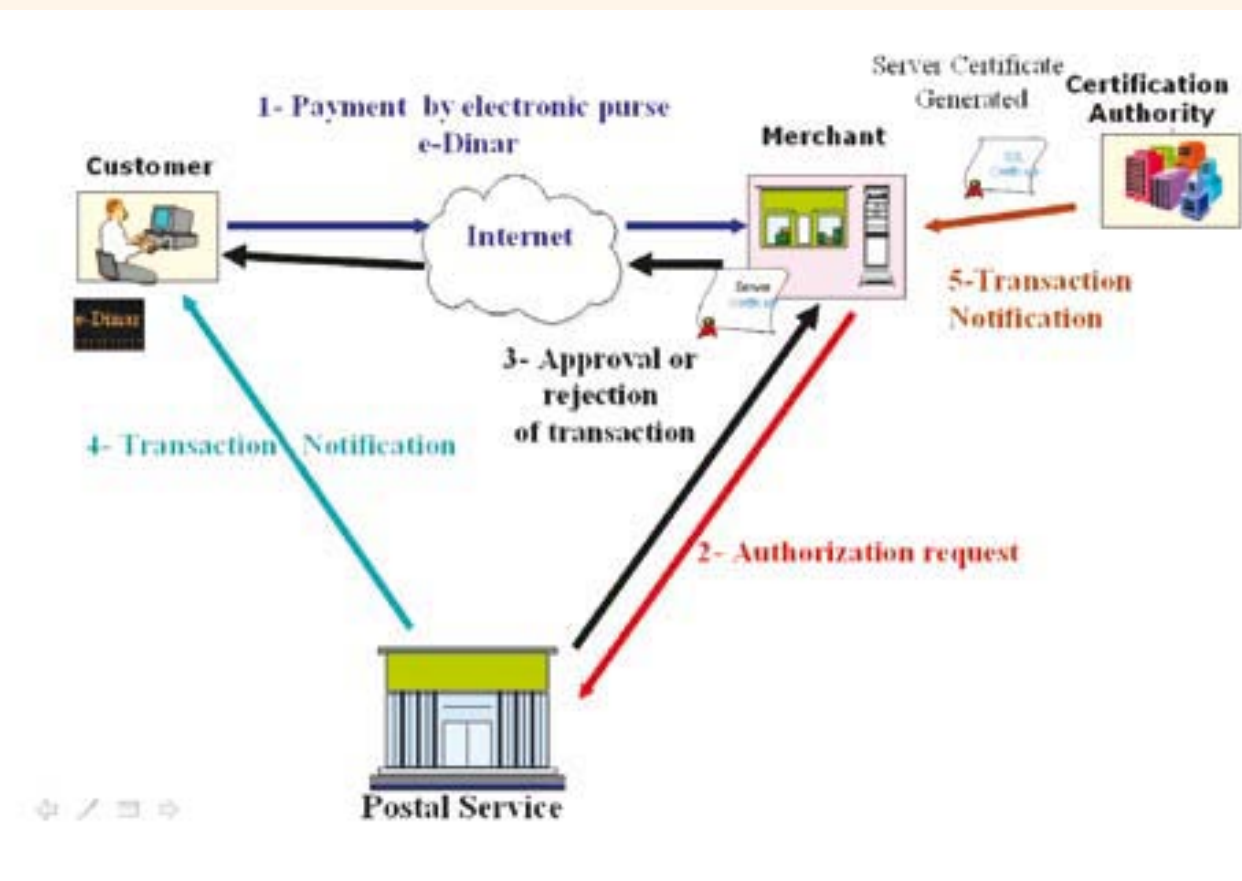 Server Certificate
Generated
Certification
Authority
1- Payment by electronic purse
e-Dinar
Merchant
Customer
Internet
Server
e-Dinar
5-Transaction
Notification
3- Approval or
rejection
of transaction
4- Transaction Notification
2- Authorization request
Postal Service